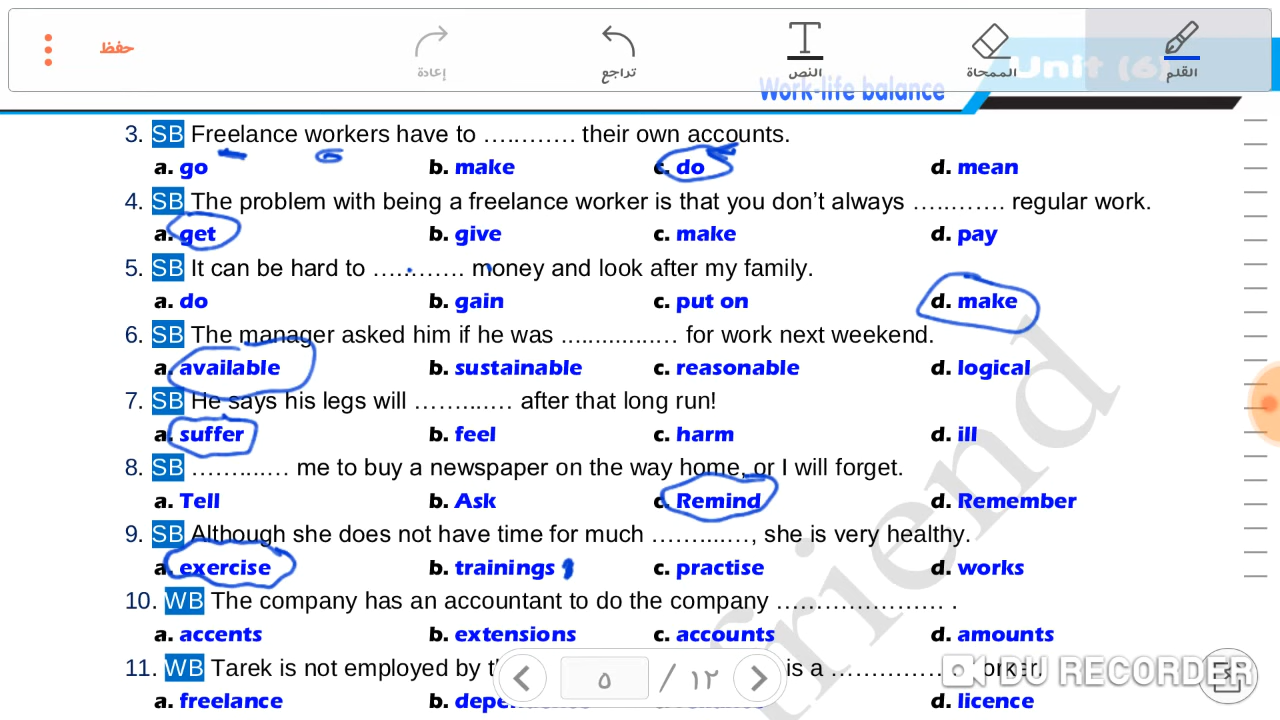 حفظ
إعادة
تراجع
النص
الممحاة
القلم
Unit (6)
Work-life balance
3. SB Freelance workers have to ………… their own accounts.
a. go b. make c. do d. mean
4. SB The problem with being a freelance worker is that you don't always ………… regular work.
a. get b. give c. make d. pay
5. SB It can be hard to ………… money and look after my family.
a. do b. gain c. put on d. make
6. SB The manager asked him if he was ................… for work next weekend.
a. available b. sustainable c. reasonable d. logical
7. SB He says his legs will ………… after that long run!
a. suffer b. feel c. harm d. ill
8. SB ………… me to buy a newspaper on the way home, or I will forget.
a. Tell b. Ask c. Remind d. Remember
9. SB Although she does not have time for much …………, she is very healthy.
a. exercise b. trainings c. practise d. works
10. WB The company has an accountant to do the company ………………… .
a. accents b. extensions c. accounts d. amounts
11. WB Tarek is not employed by is a ……………
a. freelance d. licence
friend
٥ / ١٢
DU RECORDER